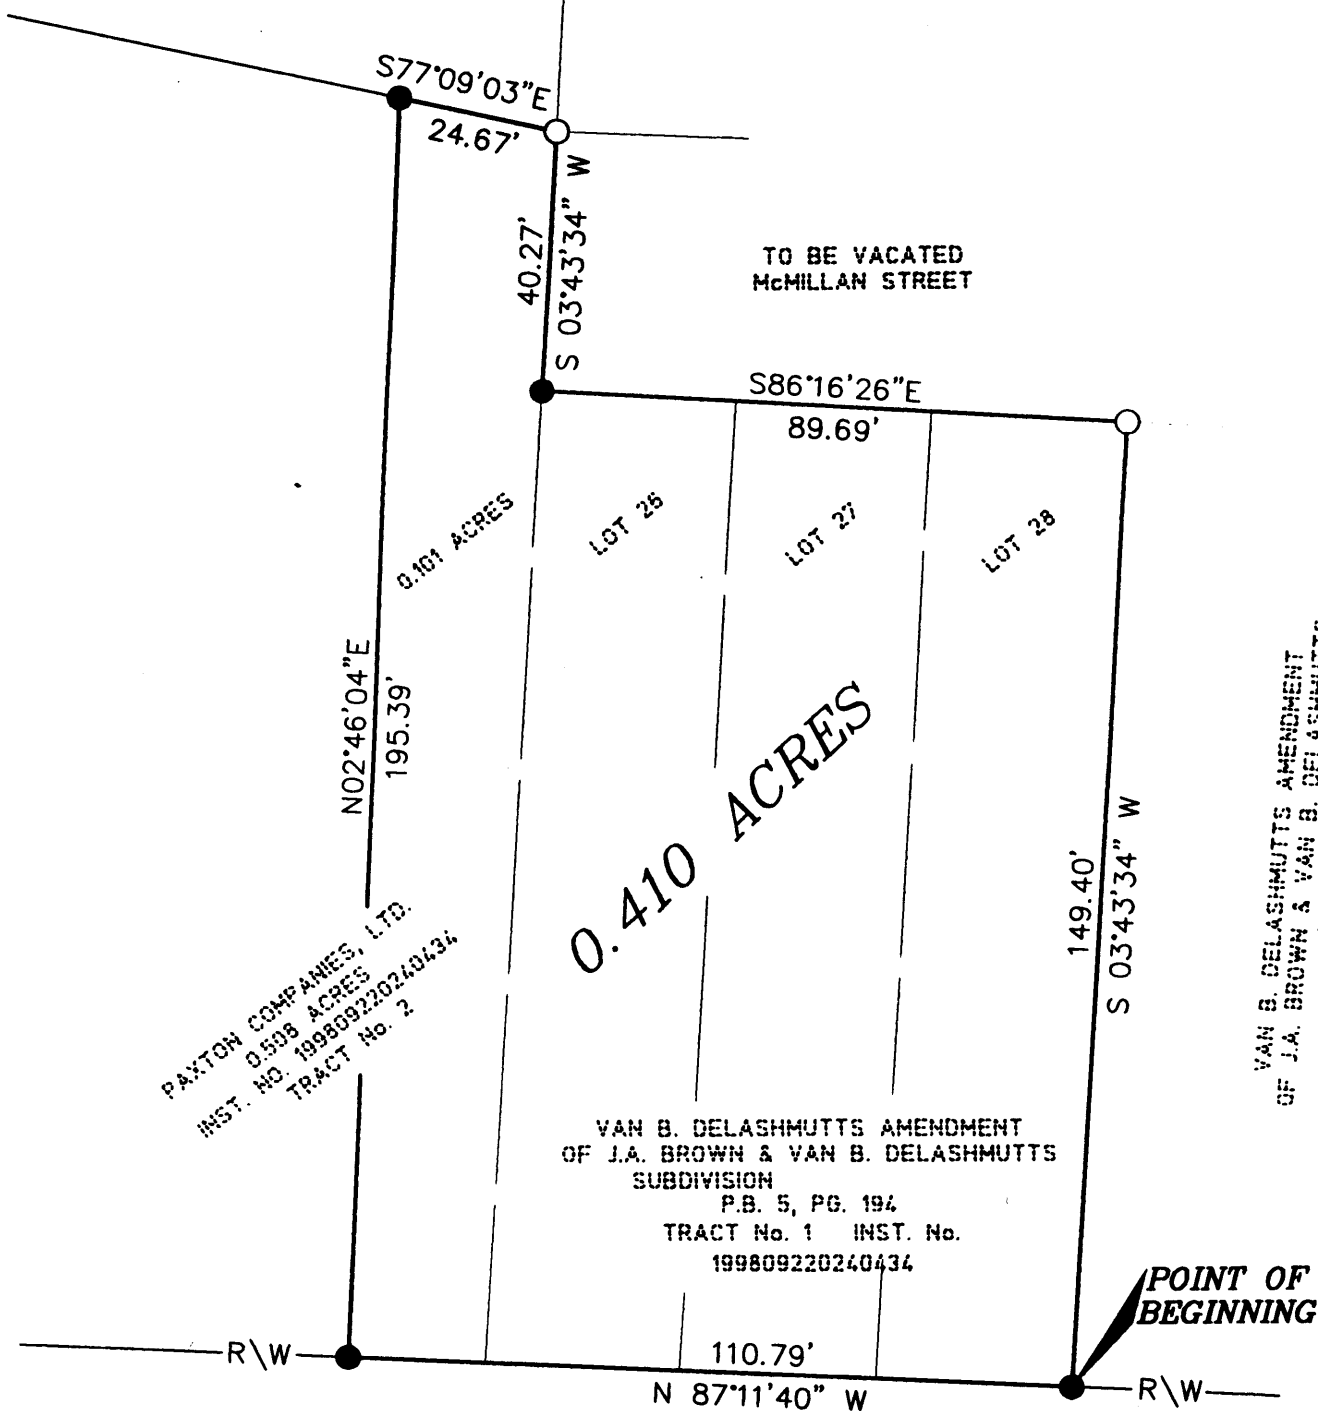 S77°09'03"E
24.67'
40.27'
S 03°43'34" W
TO BE VACATED
McMILLAN STREET
S86°16'26"E
89.69'
0.101 ACRES
LOT 26
LOT 27
LOT 28
N02°46'04"E
195.39'
0.410 ACRES
149.40'
S 03°43'34" W
VAN B. DELASHMUTTS AMENDMENT
OF J.A. BROWN & VAN B. DELASHMUTTS
PAXTON COMPANIES, LTD.
0.508 ACRES
INST. NO. 199809220240434
TRACT No. 2
VAN B. DELASHMUTTS AMENDMENT
OF J.A. BROWN & VAN B. DELASHMUTTS
SUBDIVISION
P.B. 5, PG. 194
TRACT No. 1 INST. No.
199809220240434
POINT OF
BEGINNING
R\W
110.79'
N 87°11'40" W
R\W